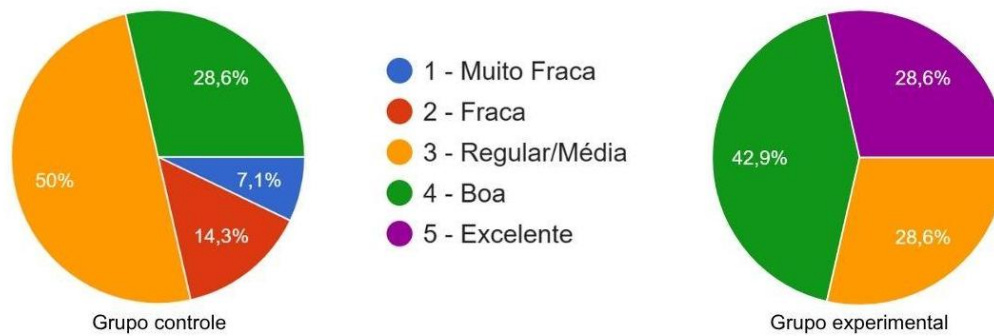 28,6%
50%
7,1%
14,3%
Grupo controle
1 - Muito Fraca
2 - Fraca
3 - Regular/Média
4 - Boa
5 - Excelente
28,6%
42,9%
28,6%
Grupo experimental